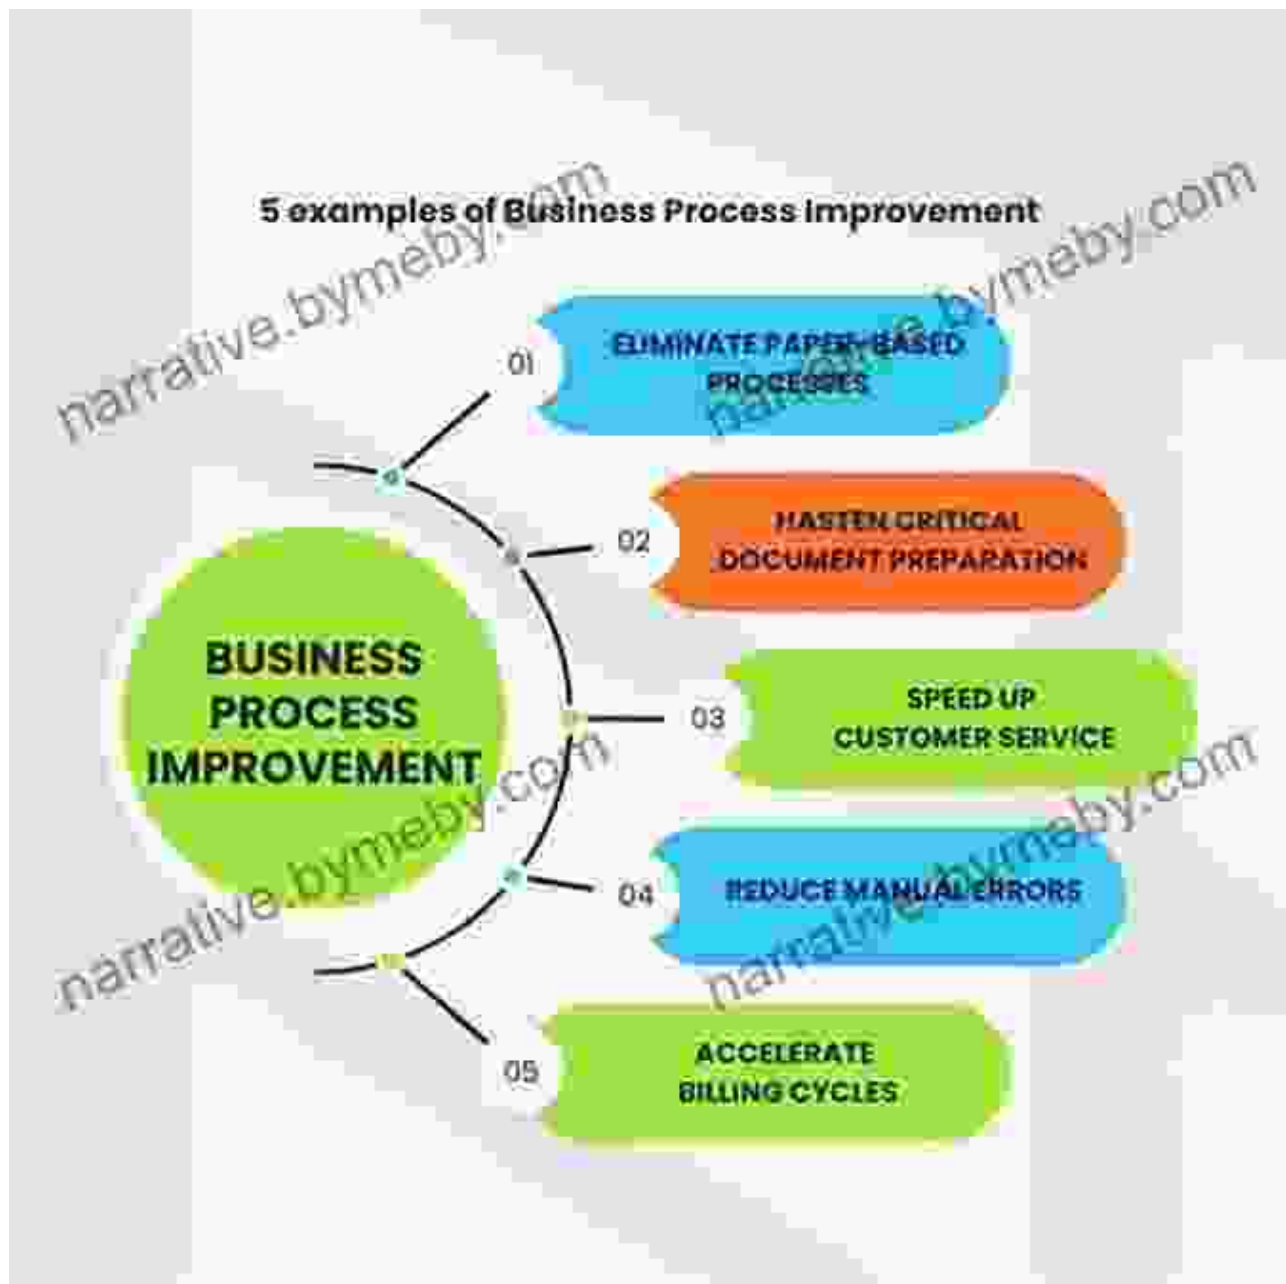 5 examples of Business Process Improvement
01
ELIMINATE PAPER-BASED
PROCESSES
02
HASTEN CRITICAL
DOCUMENT PREPARATION
BUSINESS
PROCESS
IMPROVEMENT
03
SPEED UP
CUSTOMER SERVICE
04
REDUCE MANUAL ERRORS
05
ACCELERATE
BILLING CYCLES
narrative.bymeby.com
narrative.bymeby.com
narrative.bymeby.com
narrative.bymeby.com